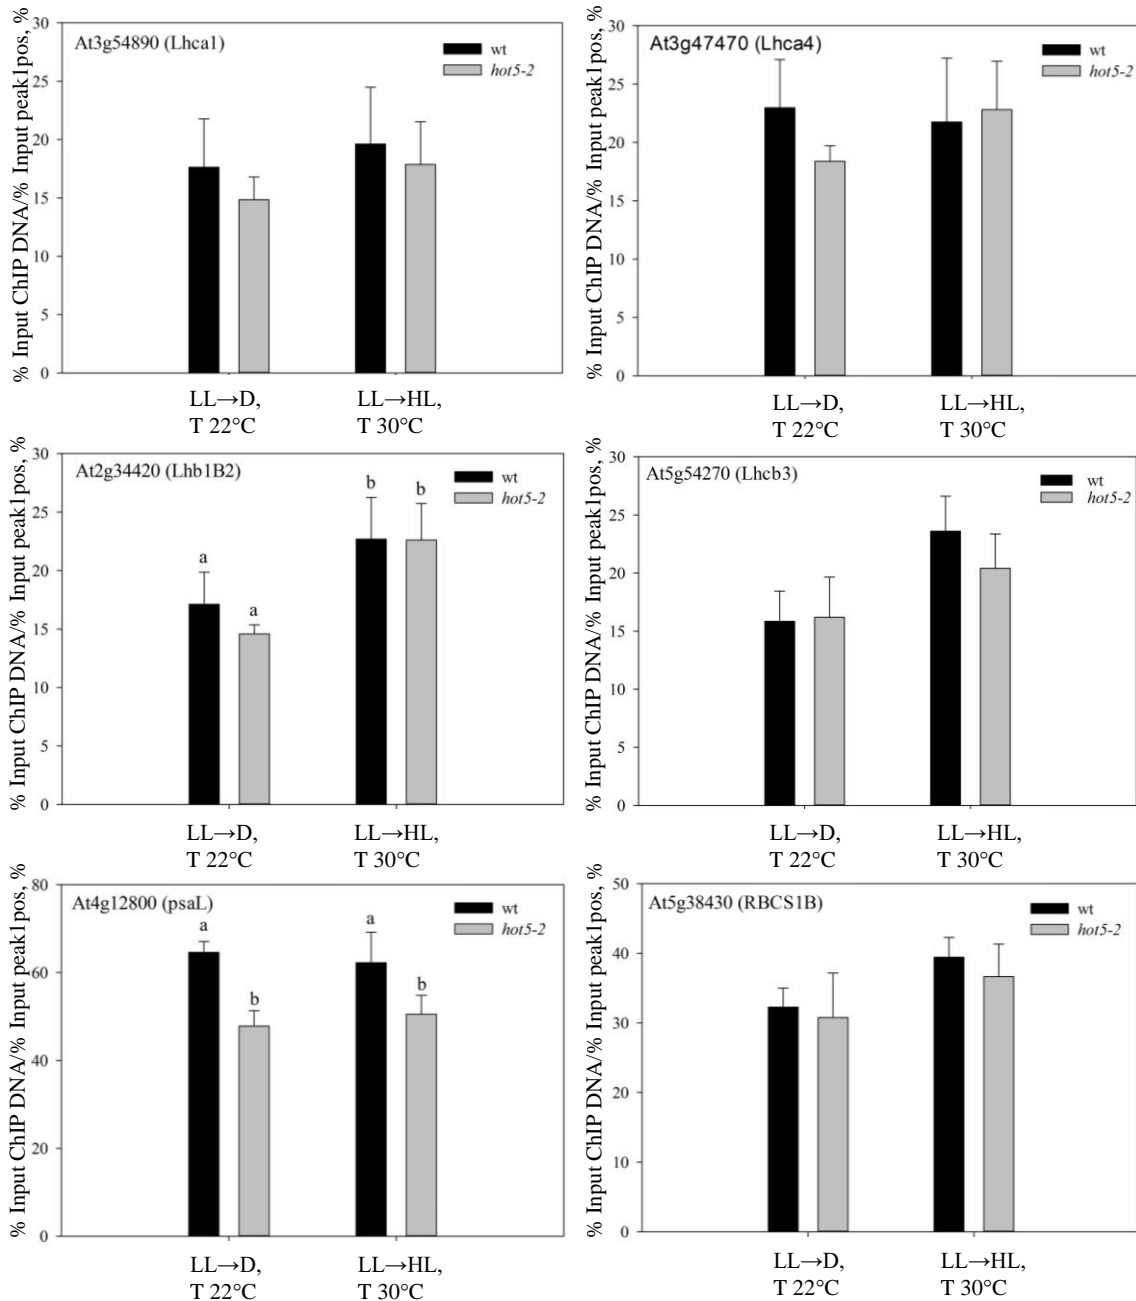 % Input ChIP DNA/% Input peak1pos, %
30
25
20
15
10
5
0
At3g54890 (Lhca1)
wt
hot5-2
LL→D,
T 22°C
LL→HL,
T 30°C
% Input ChIP DNA/% Input peak1pos, %
30
25
20
15
10
5
0
At3g47470 (Lhca4)
wt
hot5-2
LL→D,
T 22°C
LL→HL,
T 30°C
% Input ChIP DNA/% Input peak1pos, %
30
25
20
15
10
5
0
At2g34420 (Lhb1B2)
wt
hot5-2
a
a
b
b
LL→D,
T 22°C
LL→HL,
T 30°C
% Input ChIP DNA/% Input peak1pos, %
30
25
20
15
10
5
0
At5g54270 (Lhcb3)
wt
hot5-2
LL→D,
T 22°C
LL→HL,
T 30°C
% Input ChIP DNA/% Input peak1pos, %
80
60
40
20
0
At4g12800 (psaL)
wt
hot5-2
a
b
a
b
LL→D,
T 22°C
LL→HL,
T 30°C
% Input ChIP DNA/% Input peak1pos, %
50
40
30
20
10
0
At5g38430 (RBCS1B)
wt
hot5-2
LL→D,
T 22°C
LL→HL,
T 30°C